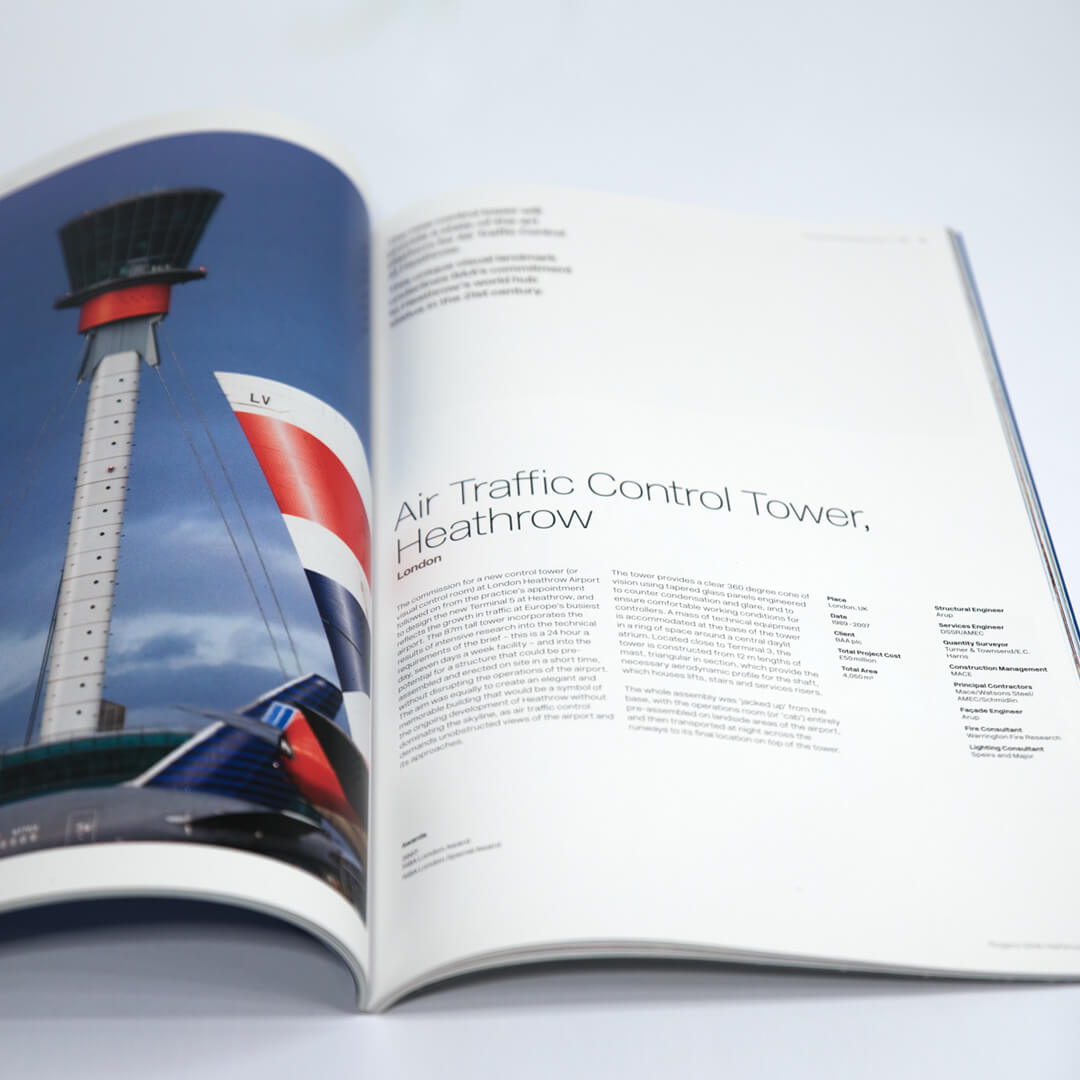 LV
The new control tower will
provide a state of the art
platform for Air Traffic Control
at Heathrow.
This unique visual landmark
underlines BAA's commitment
to Heathrow's world hub
status in the 21st century.
Air Traffic Control Tower,
Heathrow
London
The commission for a new control tower (or
visual control room) at London Heathrow Airport
followed on from the practice's appointment
to design the new Terminal 5 at Heathrow, and
reflects the growth in traffic at Europe's busiest
airport. The 87m tall tower incorporates the
results of intensive research into the technical
requirements of the brief – this is a 24 hour a
day, seven days a week facility – and into the
potential for a structure that could be pre-
assembled and erected on site in a short time,
without disrupting the operations of the airport.
The aim was equally to create an elegant and
memorable building that would be a symbol of
the ongoing development of Heathrow without
dominating the skyline, as air traffic control
demands unobstructed views of the airport and
its approaches.
The tower provides a clear 360 degree cone of
vision using tapered glass panels engineered
to counter condensation and glare, and to
ensure comfortable working conditions for
controllers. A mass of technical equipment
is accommodated at the base of the tower
in a ring of space around a central daylit
atrium. Located close to Terminal 3, the
tower is constructed from 12 m lengths of
mast, triangular in section, which provide the
necessary aerodynamic profile for the shaft,
which houses lifts, stairs and services risers.
The whole assembly was 'jacked up' from the
base, with the operations room (or 'cab') entirely
pre-assembled on landside areas of the airport,
and then transported at night across the
runways to its final location on top of the tower.
Place
London, UK
Date
1989 - 2007
Client
BAA plc
Total Project Cost
£50 million
Total Area
4,050 m²
Structural Engineer
Arup
Services Engineer
DSSR/AMEC
Quantity Surveyor
Turner & Townsend/E.C.
Harris
Construction Management
MACE
Principal Contractors
Mace/Watsons Steel/
AMEC/Schmidlin
Façade Engineer
Arup
Fire Consultant
Warrington Fire Research
Lighting Consultant
Speirs and Major
Awards
2007
RIBA London Award
RIBA London Special Award